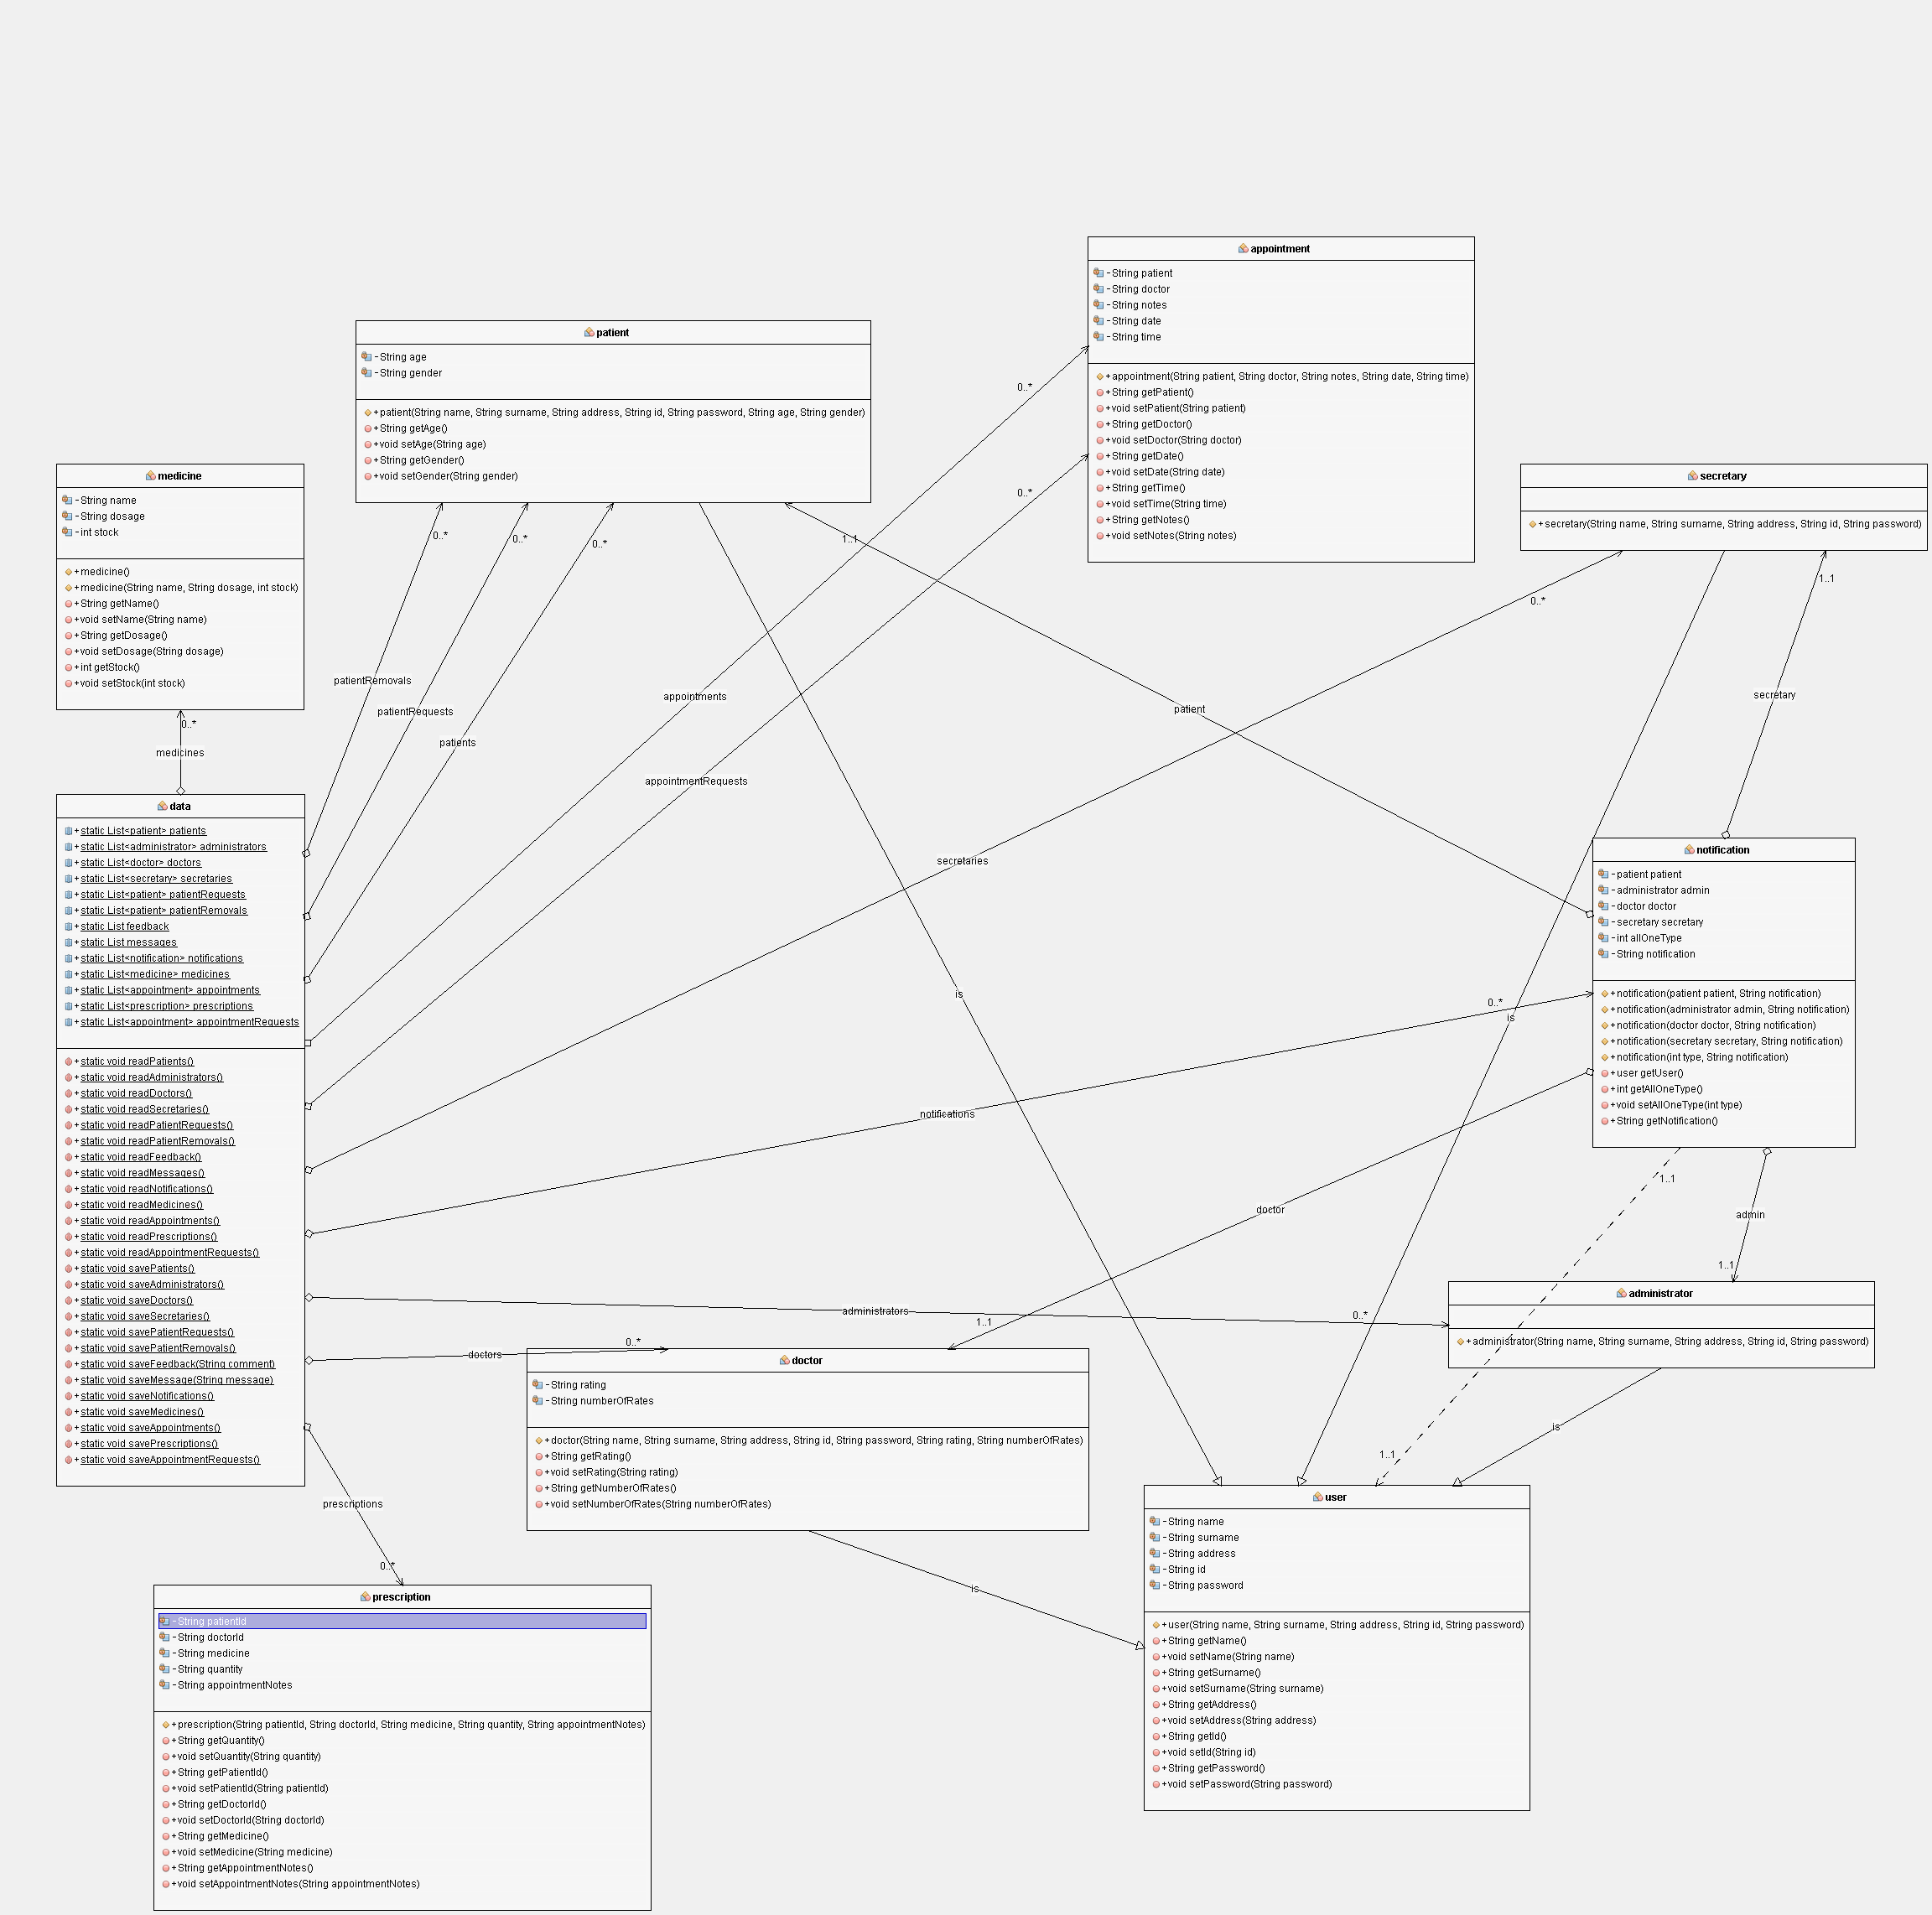 appointment
-String patient
-String doctor
-String notes
-String date
-String time
+appointment(String patient, String doctor, String notes, String date, String time)
+String getPatient()
+void setPatient(String patient)
+String getDoctor()
+void setDoctor(String doctor)
+String getDate()
+void setDate(String date)
+String getTime()
+void setTime(String time)
+String getNotes()
+void setNotes(String notes)
patient
-String age
-String gender
+patient(String name, String surname, String address, String id, String password, String age, String gender)
+String getAge()
+void setAge(String age)
+String getGender()
+void setGender(String gender)
medicine
-String name
-String dosage
-int stock
+medicine()
+medicine(String name, String dosage, int stock)
+String getName()
+void setName(String name)
+String getDosage()
+void setDosage(String dosage)
+int getStock()
+void setStock(int stock)
secretary
+secretary(String name, String surname, String address, String id, String password)
0..*
0..*
0..*
0..*
0..*
1..1
0..*
1..1
patientRemovals
patientRequests
patients
appointments
appointmentRequests
patient
secretary
0..*
medicines
secretaries
data
+static List<patient> patients
+static List<administrator> administrators
+static List<doctor> doctors
+static List<secretary> secretaries
+static List<patient> patientRequests
+static List<patient> patientRemovals
+static List feedback
+static List messages
+static List<notification> notifications
+static List<medicine> medicines
+static List<appointment> appointments
+static List<prescription> prescriptions
+static List<appointment> appointmentRequests
+static void readPatients()
+static void readAdministrators()
+static void readDoctors()
+static void readSecretaries()
+static void readPatientRequests()
+static void readPatientRemovals()
+static void readFeedback()
+static void readMessages()
+static void readNotifications()
+static void readMedicines()
+static void readAppointments()
+static void readPrescriptions()
+static void readAppointmentRequests()
+static void savePatients()
+static void saveAdministrators()
+static void saveDoctors()
+static void saveSecretaries()
+static void savePatientRequests()
+static void savePatientRemovals()
+static void saveFeedback(String comment)
+static void saveMessage(String message)
+static void saveNotifications()
+static void saveMedicines()
+static void saveAppointments()
+static void savePrescriptions()
+static void saveAppointmentRequests()
notification
-patient patient
-administrator admin
-doctor doctor
-secretary secretary
-int allOneType
-String notification
+notification(patient patient, String notification)
+notification(administrator admin, String notification)
+notification(doctor doctor, String notification)
+notification(secretary secretary, String notification)
+notification(int type, String notification)
+user getUser()
+int getAllOneType()
+void setAllOneType(int type)
+String getNotification()
is
0..*
is
notifications
1..1
doctor
admin
1..1
administrators
0..*
1..1
0..*
doctors
administrator
+administrator(String name, String surname, String address, String id, String password)
doctor
-String rating
-String numberOfRates
+doctor(String name, String surname, String address, String id, String password, String rating, String numberOfRates)
+String getRating()
+void setRating(String rating)
+String getNumberOfRates()
+void setNumberOfRates(String numberOfRates)
is
1..1
prescriptions
0..*
is
user
-String name
-String surname
-String address
-String id
-String password
+user(String name, String surname, String address, String id, String password)
+String getName()
+void setName(String name)
+String getSurname()
+void setSurname(String surname)
+String getAddress()
+void setAddress(String address)
+String getId()
+void setId(String id)
+String getPassword()
+void setPassword(String password)
prescription
-String patientId
-String doctorId
-String medicine
-String quantity
-String appointmentNotes
+prescription(String patientId, String doctorId, String medicine, String quantity, String appointmentNotes)
+String getQuantity()
+void setQuantity(String quantity)
+String getPatientId()
+void setPatientId(String patientId)
+String getDoctorId()
+void setDoctorId(String doctorId)
+String getMedicine()
+void setMedicine(String medicine)
+String getAppointmentNotes()
+void setAppointmentNotes(String appointmentNotes)